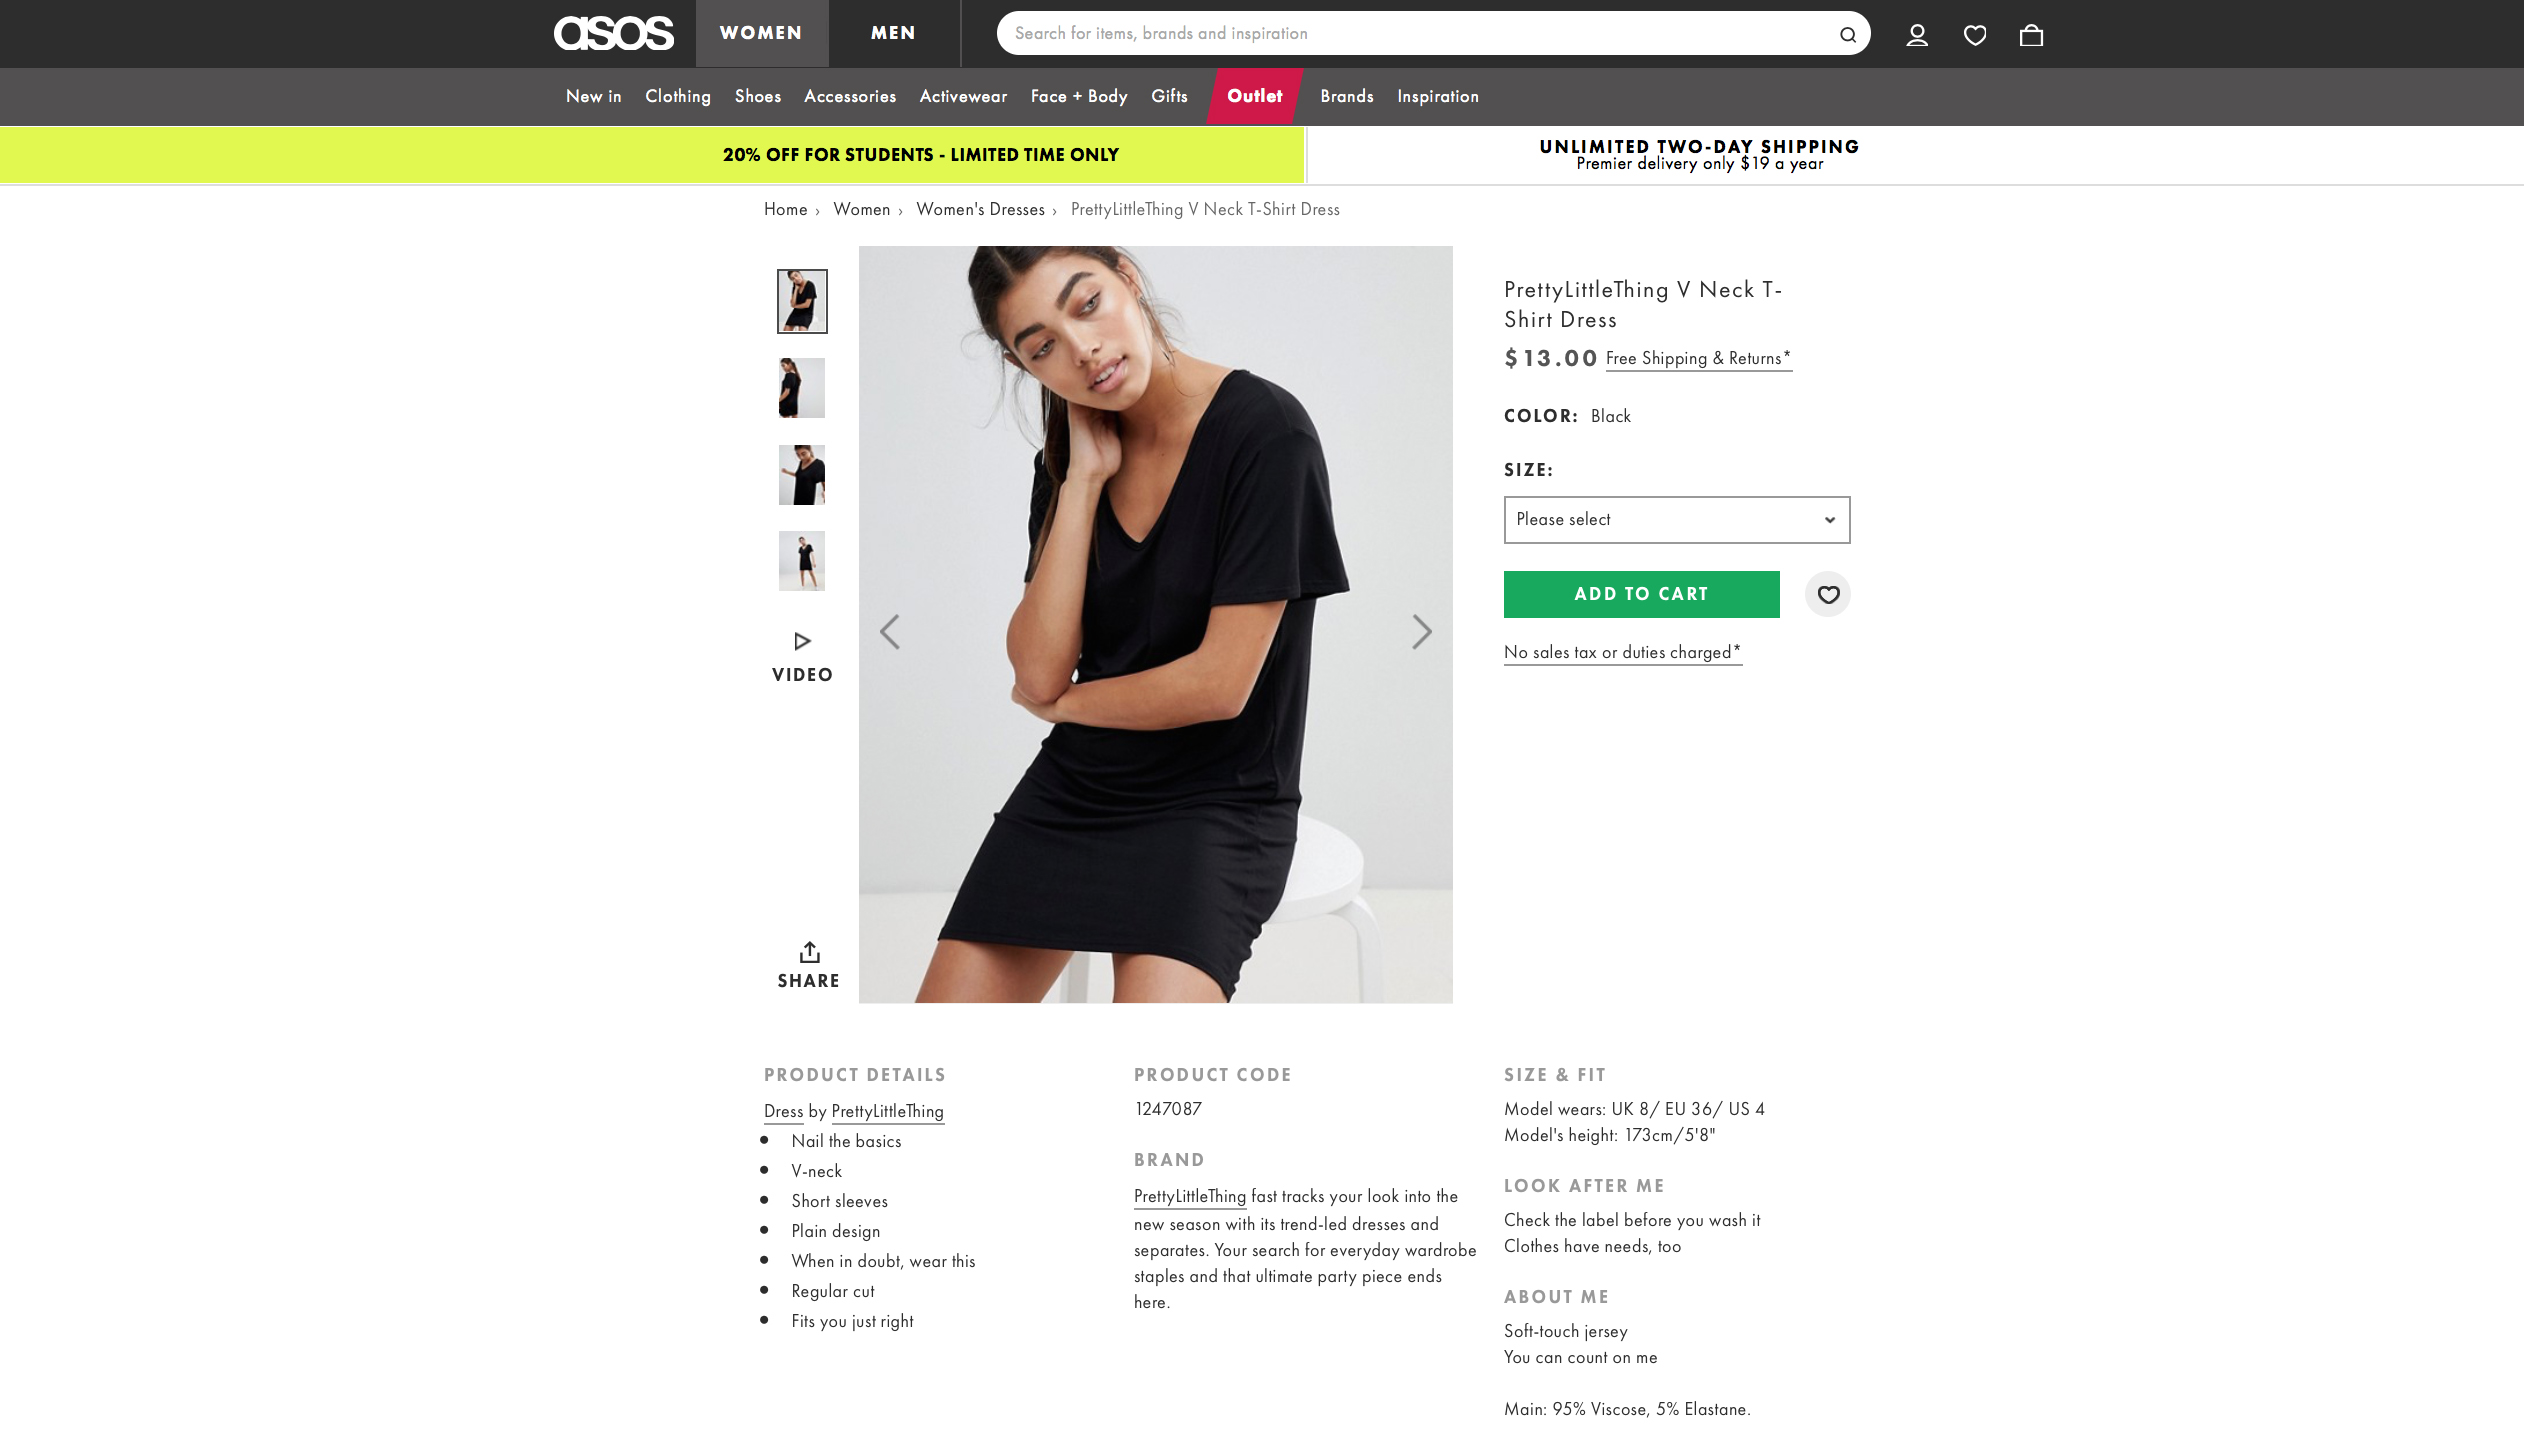 asos
WOMEN
MEN
Search for items, brands and inspiration
New in
Clothing
Shoes
Accessories
Activewear
Face + Body
Gifts
Outlet
Brands
Inspiration
20% OFF FOR STUDENTS - LIMITED TIME ONLY
UNLIMITED TWO-DAY SHIPPING
Premier delivery only $19 a year
Home › Women › Women's Dresses › PrettyLittleThing V Neck T-Shirt Dress
VIDEO
SHARE
PrettyLittleThing V Neck T-
Shirt Dress
$13.00 Free Shipping & Returns*
COLOR: Black
SIZE:
Please select
ADD TO CART
No sales tax or duties charged*
PRODUCT DETAILS
Dress by PrettyLittleThing
• Nail the basics
• V-neck
• Short sleeves
• Plain design
• When in doubt, wear this
• Regular cut
• Fits you just right
PRODUCT CODE
1247087
BRAND
PrettyLittleThing fast tracks your look into the
new season with its trend-led dresses and
separates. Your search for everyday wardrobe
staples and that ultimate party piece ends
here.
SIZE & FIT
Model wears: UK 8/ EU 36/ US 4
Model's height: 173cm/5'8"
LOOK AFTER ME
Check the label before you wash it
Clothes have needs, too
ABOUT ME
Soft-touch jersey
You can count on me
Main: 95% Viscose, 5% Elastane.